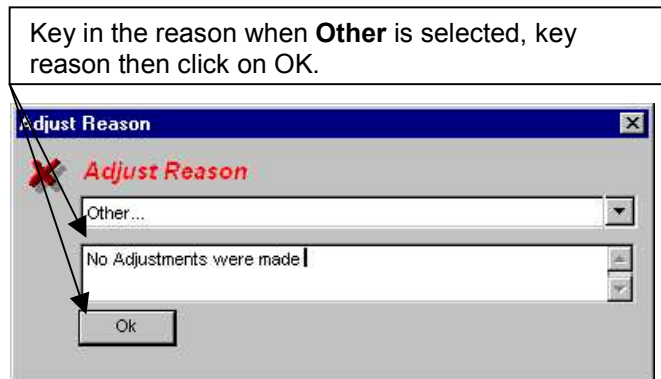 Key in the reason when Other is selected, key
reason then click on OK.
Adjust Reason
Adjust Reason
Other...
No Adjustments were made
Ok